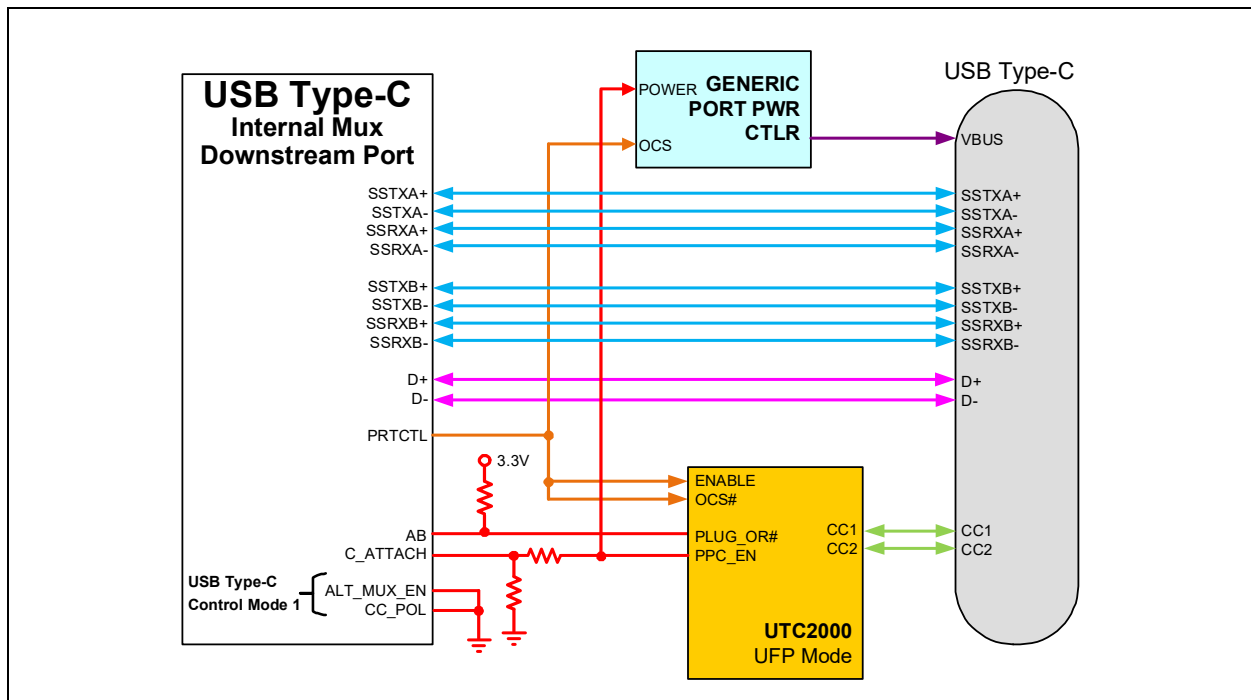 USB Type-C
Internal Mux
Downstream Port
SSTXA+
SSTXA-
SSRXA+
SSRXA-
SSTXB+
SSTXB-
SSRXB+
SSRXB-
D+
D-
PRTCTL
AB
C_ATTACH
ALT_MUX_EN
CC_POL
USB Type-C
Control Mode 1
3.3V
POWER
OCS
GENERIC
PORT PWR
CTLR
ENABLE
OCS#
PLUG_OR#
PPC_EN
CC1
CC2
UTC2000
UFP Mode
USB Type-C
VBUS
SSTXA+
SSTXA-
SSRXA+
SSRXA-
SSTXB+
SSTXB-
SSRXB+
SSRXB-
D+
D-
CC1
CC2